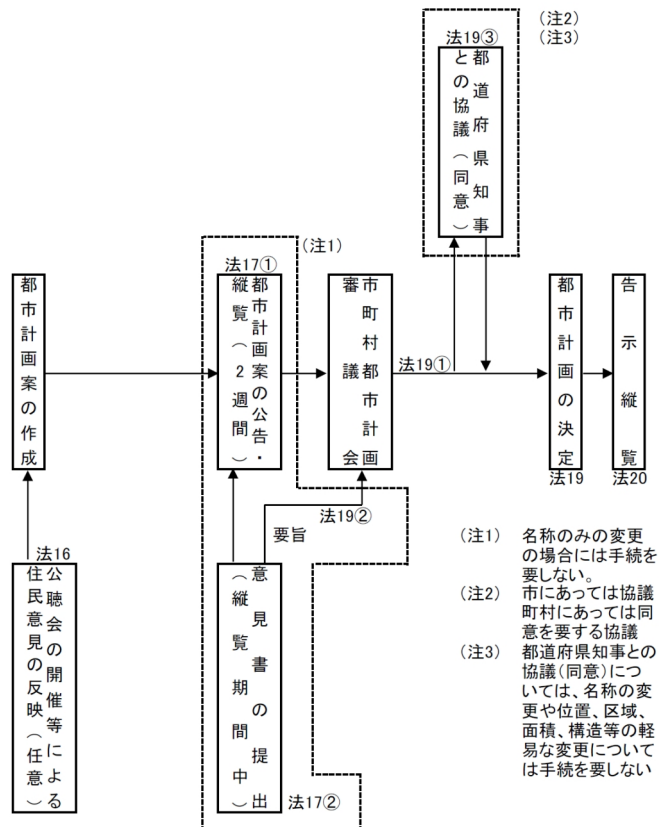 （注2）
（注3）
法19③
都道府県知事
との協議（同意）
（注1）
法17①
都市計画案の作成
都市計画案の公告・
縦覧（2週間）
市町村都市計画
審議会
法19①
都市計画の決定
法19
告示縦覧
法20
法19②
要旨
法16
公聴会の開催等による
住民意見の反映（任意）
意見書の提出
（縦覧期間中）
法17②
（注1） 名称のみの変更
の場合には手続を
要しない。
（注2） 市にあっては協議
町村にあっては同
意を要する協議
（注3） 都道府県知事との
協議（同意）につ
いては、名称の変
更や位置、区域、
面積、構造等の軽
易な変更について
は手続を要しない